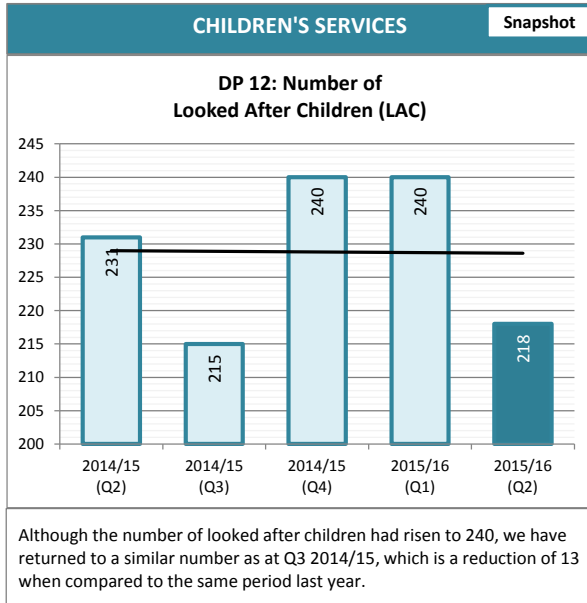 CHILDREN'S SERVICES
Snapshot
DP 12: Number of
Looked After Children (LAC)
245
240
235
230
225
220
215
210
205
200
231
215
240
240
218
2014/15
(Q2)
2014/15
(Q3)
2014/15
(Q4)
2015/16
(Q1)
2015/16
(Q2)
Although the number of looked after children had risen to 240, we have
returned to a similar number as at Q3 2014/15, which is a reduction of 13
when compared to the same period last year.